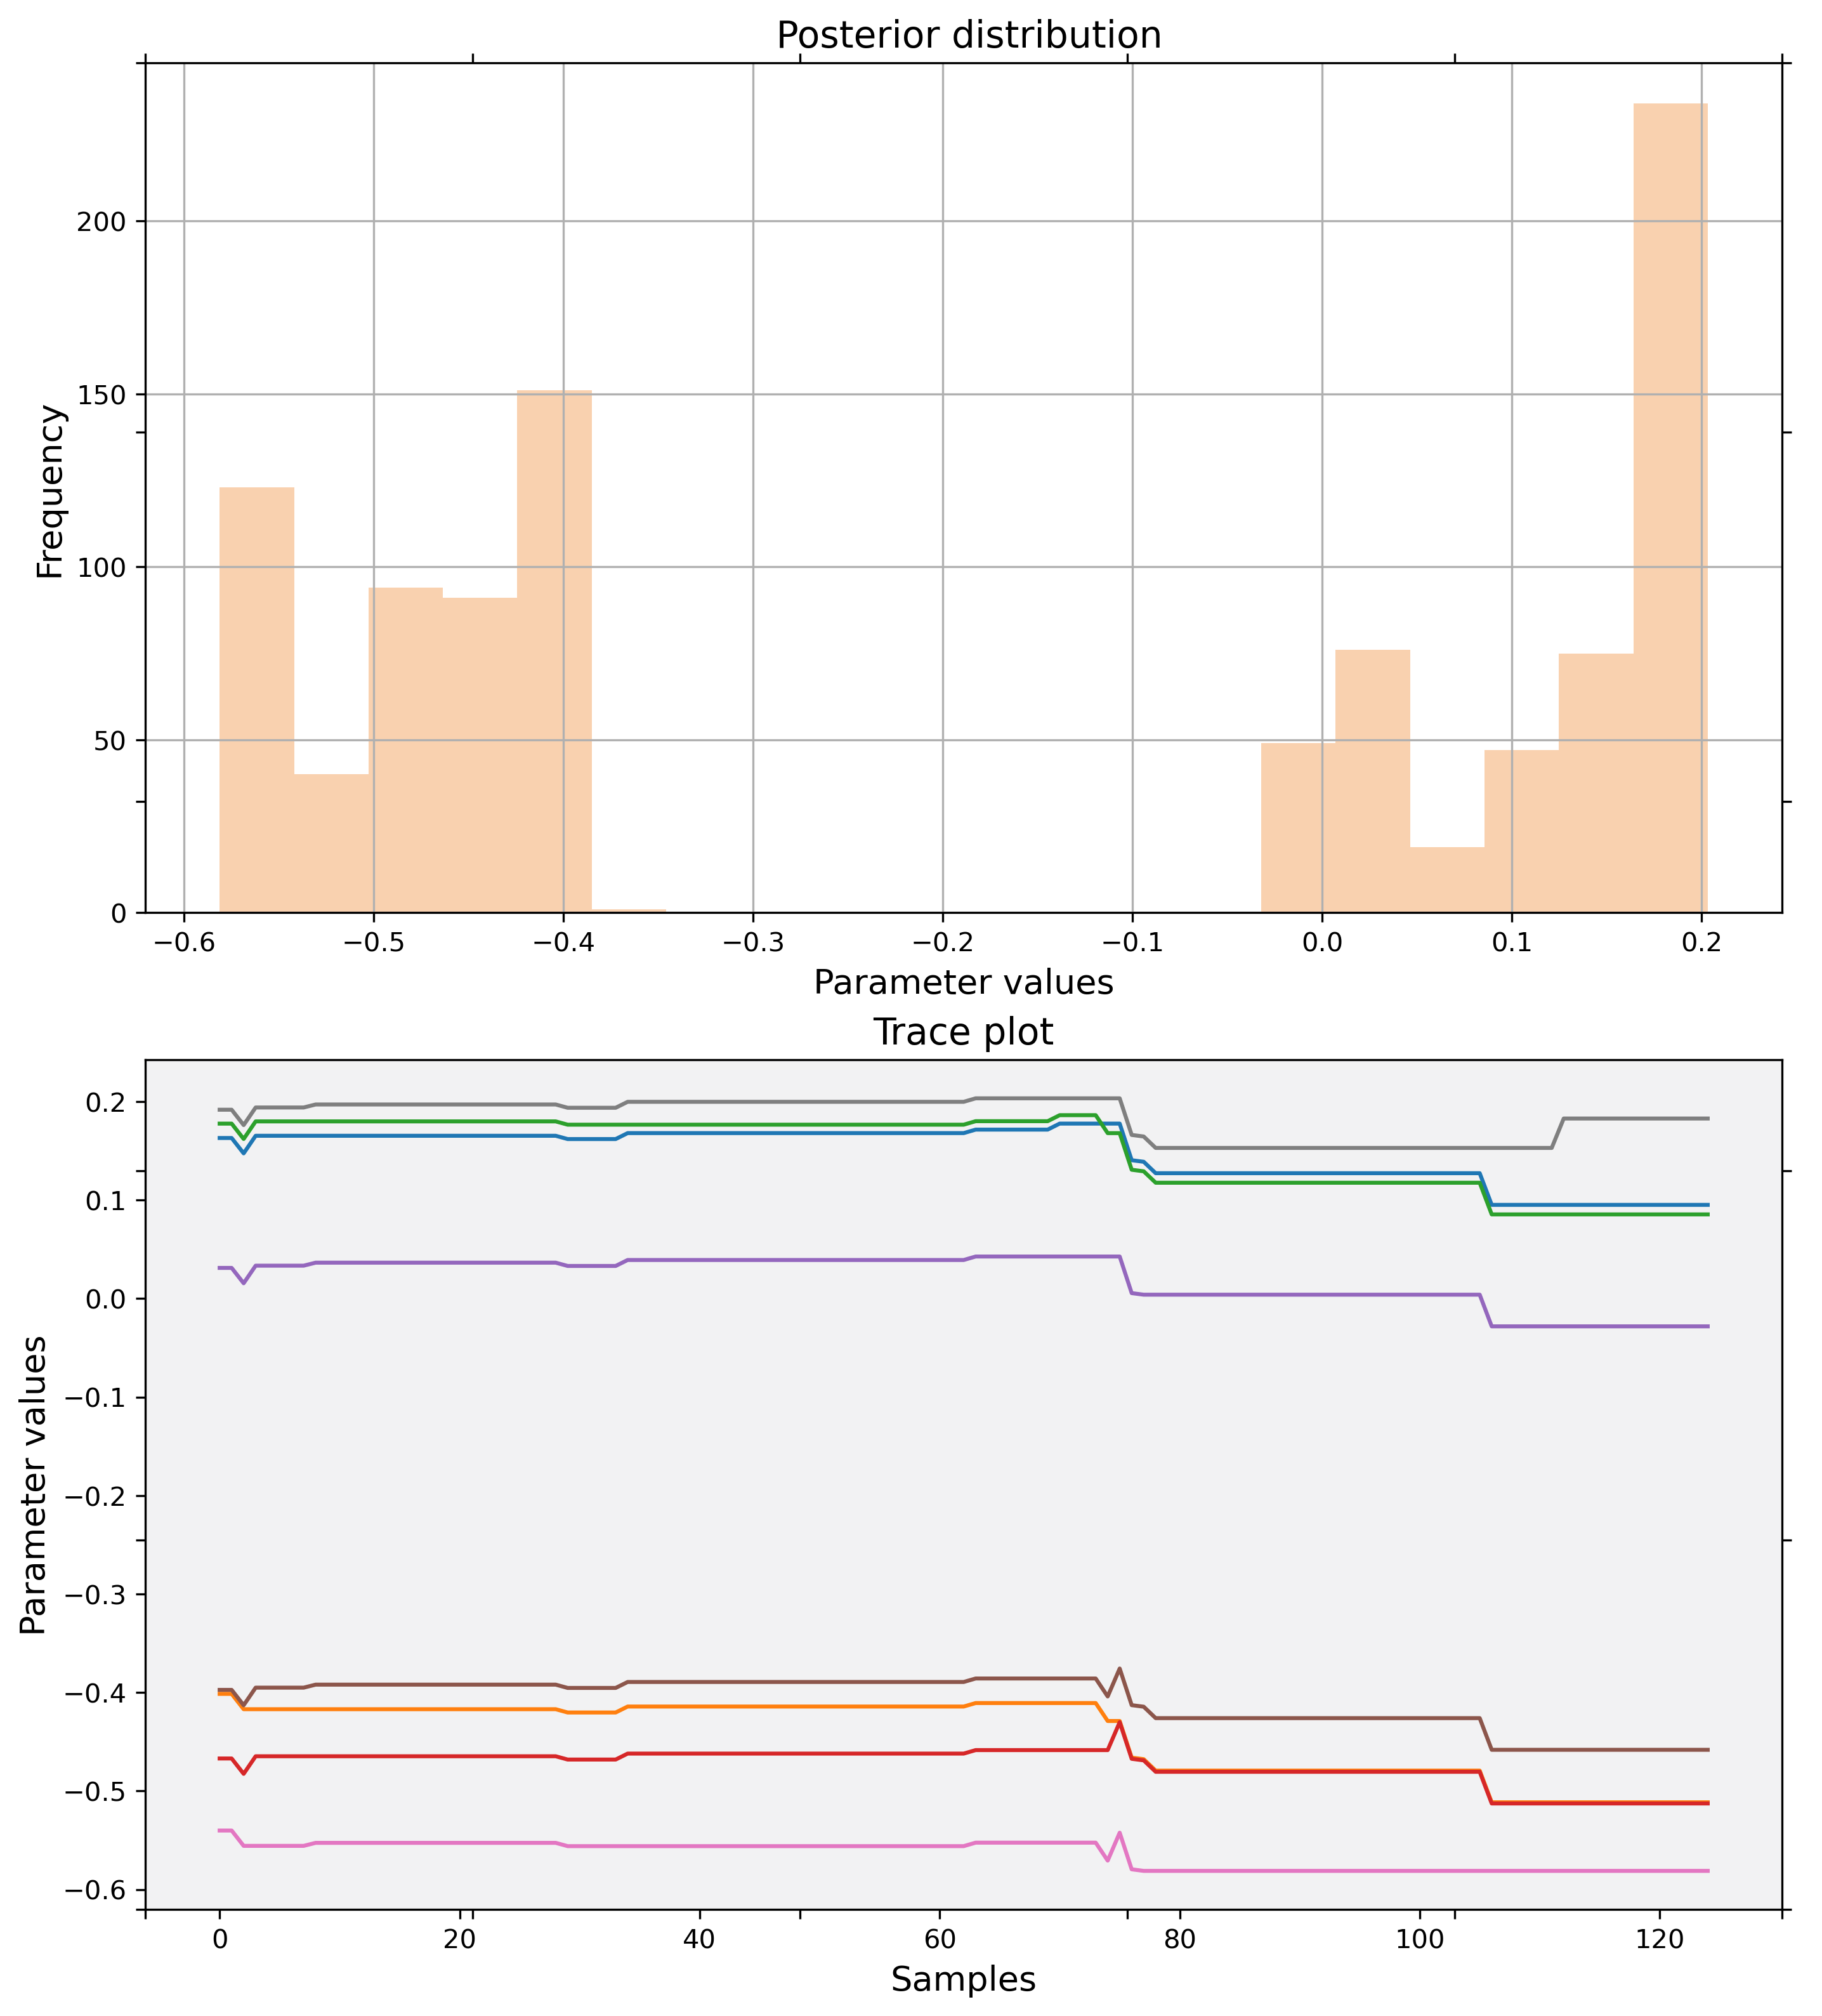 Posterior distribution
Frequency
200
150
100
50
0
−0.6 −0.5 −0.4 −0.3 −0.2 −0.1 0.0 0.1 0.2
Parameter values
Trace plot
Parameter values
0.2
0.1
0.0
−0.1
−0.2
−0.3
−0.4
−0.5
−0.6
0 20 40 60 80 100 120
Samples